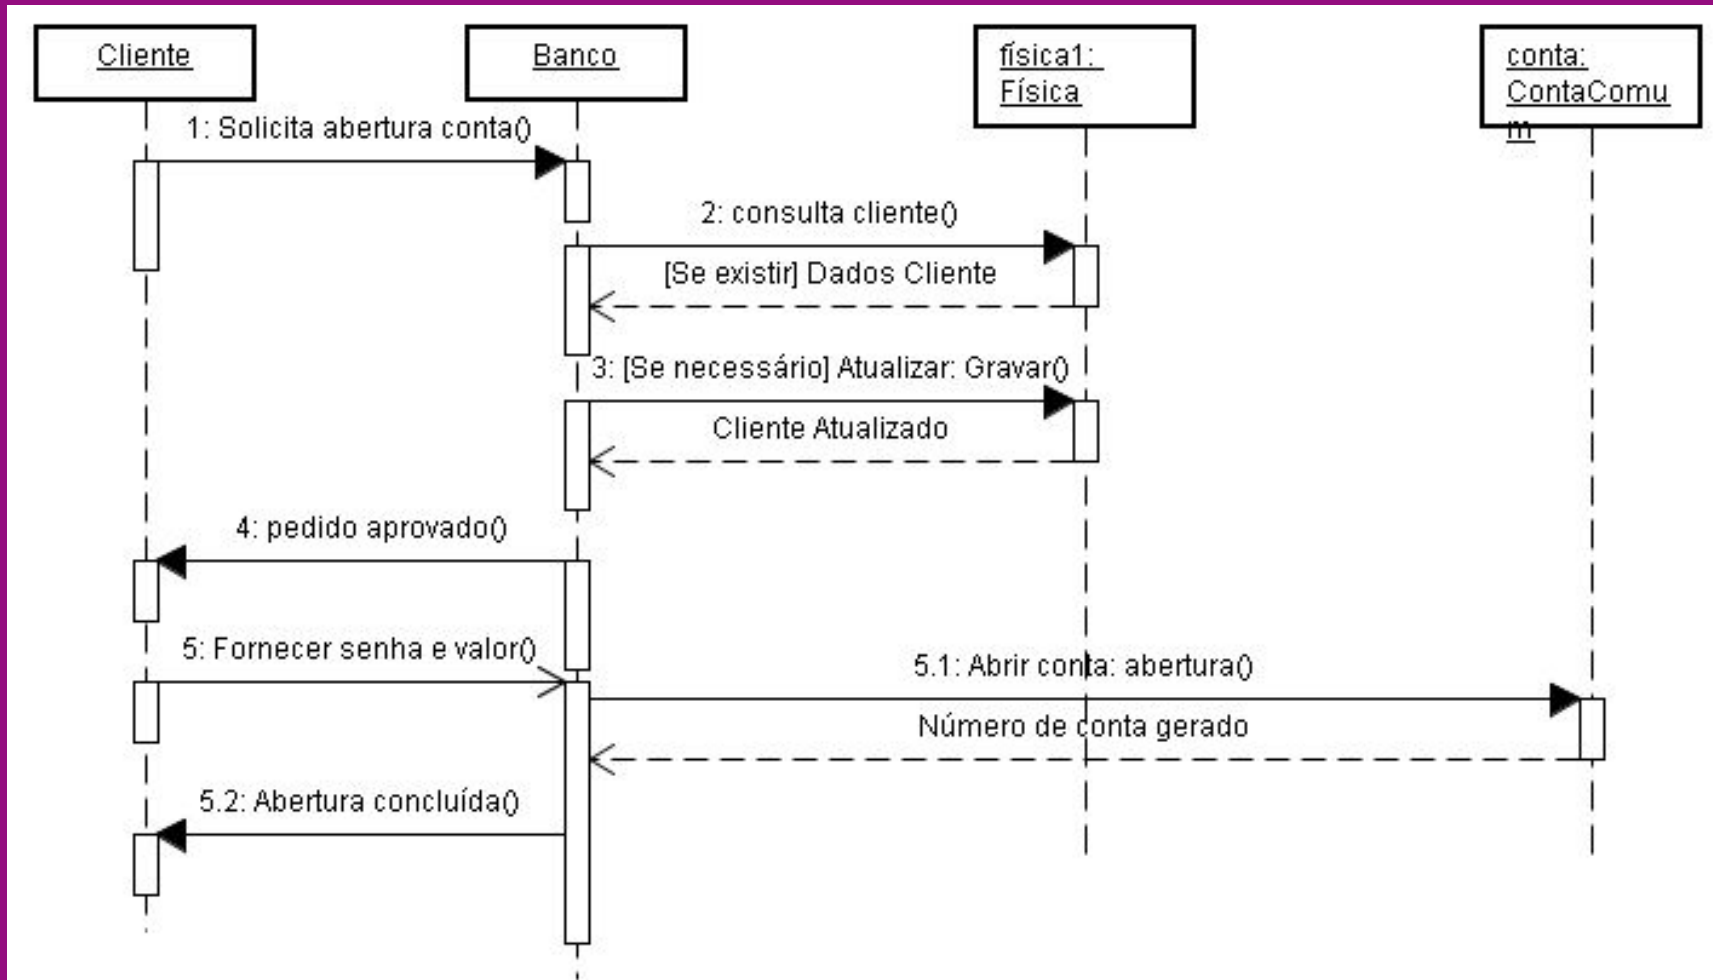 Cliente
Banco
física1:
Física
conta:
ContaComu
m
1: Solicita abertura conta()
2: consulta cliente()
[Se existir] Dados Cliente
3: [Se necessário] Atualizar: Gravar()
Cliente Atualizado
4: pedido aprovado()
5: Fornecer senha e valor()
5.1: Abrir conta: abertura()
Número de conta gerado
5.2: Abertura concluída()